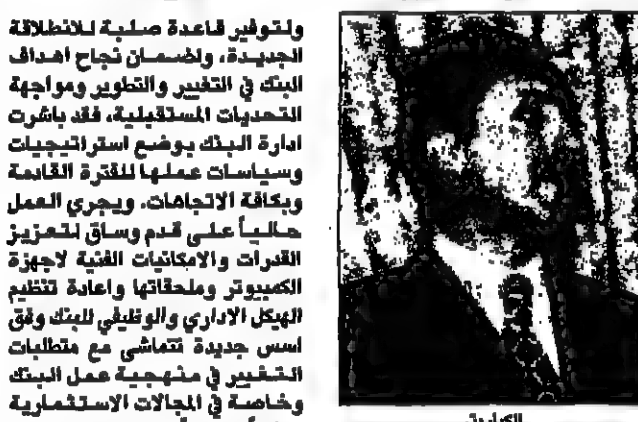 ولتوفير قاعدة صلبة للانطلاقة
الجديدة، ولضمان نجاح اهداف
البنك في التغيير والتطوير ومواجهة
التحديات المستقبلية، فقد باشرت
ادارة البنك بوضع استراتيجيات
وسياسات عملها للفترة القادمة
وبكافة الاتجاهات. ويجري العمل
حالياً على قدم وساق لتعزيز
القدرات والامكانيات الفنية لاجهزة
الكمبيوتر وملحقاتها واعادة تنظيم
الهيكل الاداري والوظيفي للبنك وفق
اسس جديدة تتماشى مع متطلبات
التغيير في منهجية عمل البنك
وخاصة في المجالات الاستثمارية